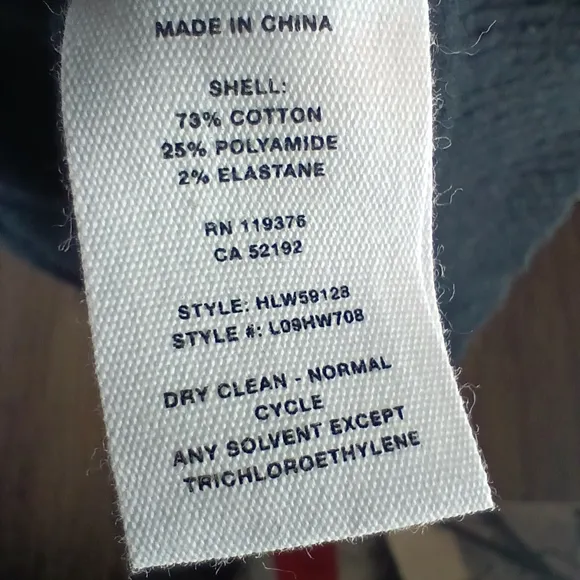 MADE IN CHINA
SHELL:
73% COTTON
25% POLYAMIDE
2% ELASTANE
RN 119376
CA 52192
STYLE: HLW59128
STYLE #: L09HW708
DRY CLEAN - NORMAL
CYCLE
ANY SOLVENT EXCEPT
TRICHLOROETHYLENE